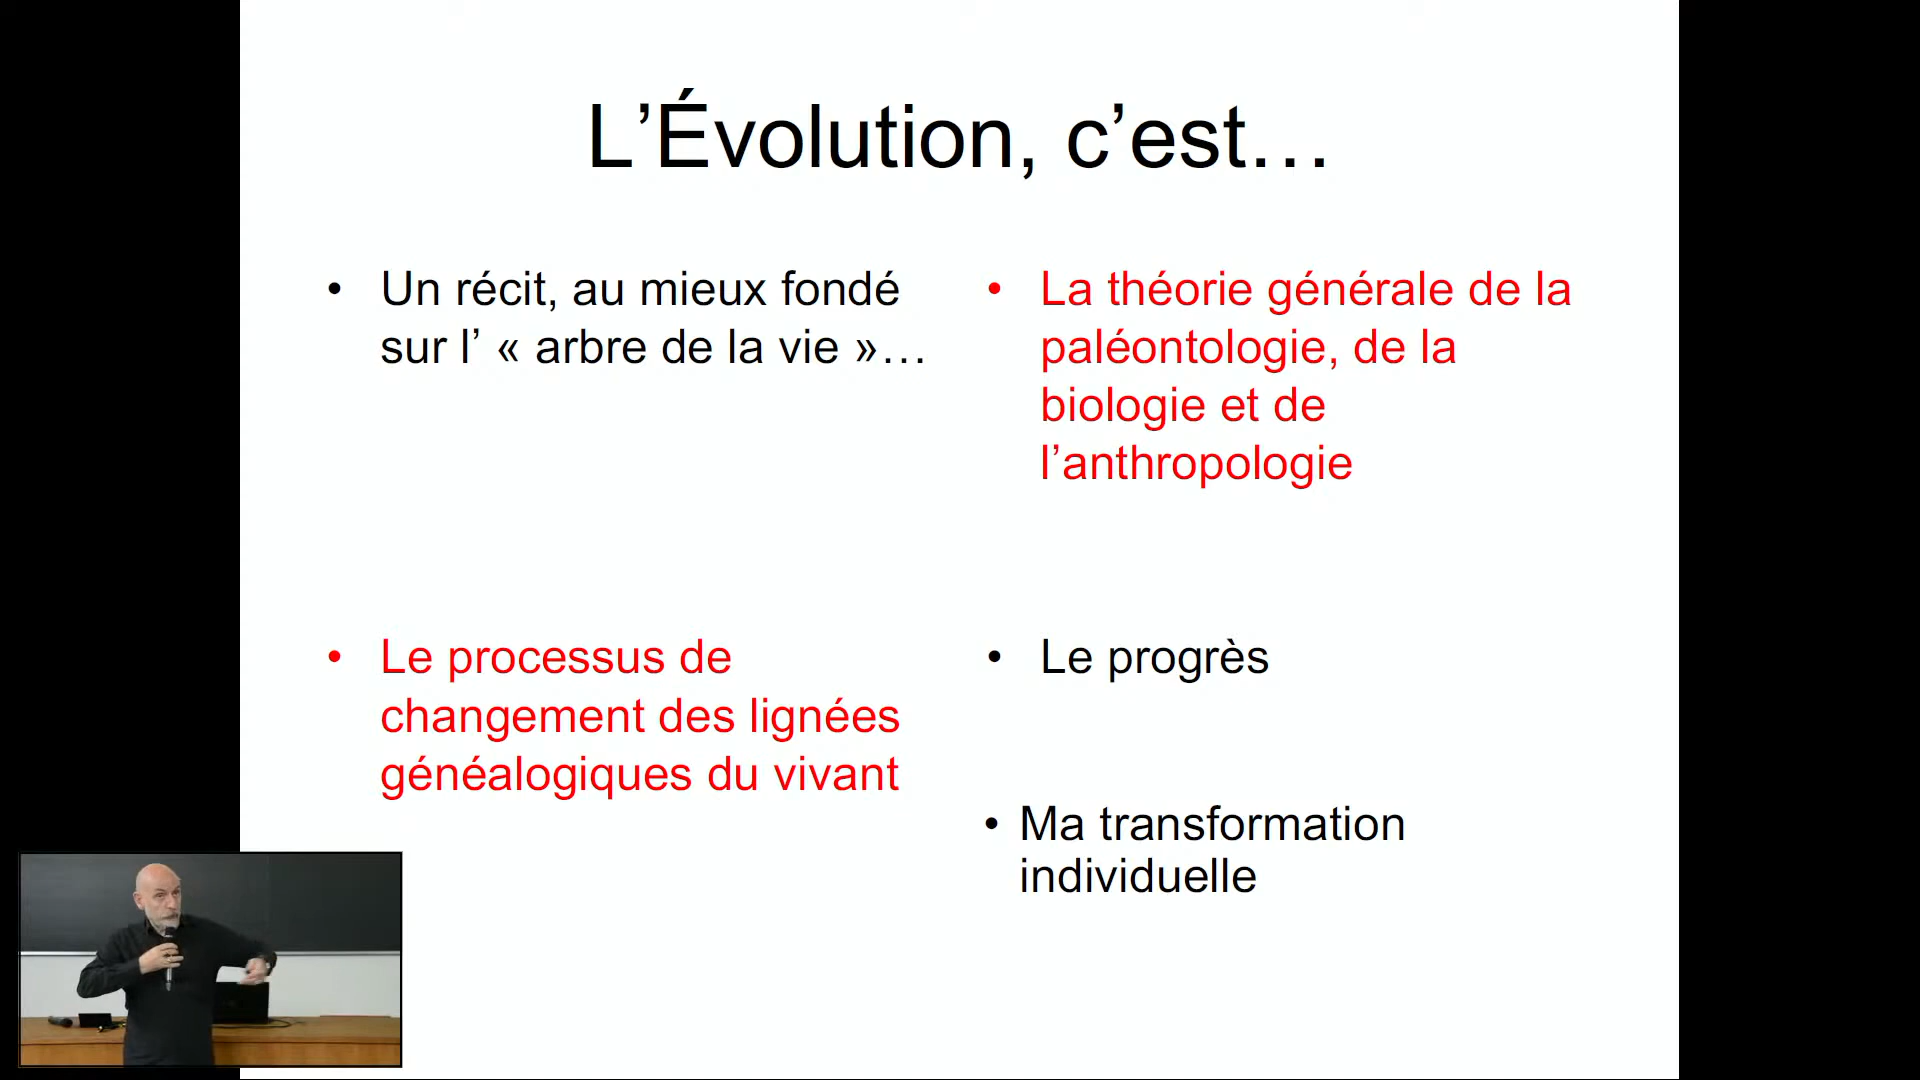 L’Évolution, c’est…
• Un récit, au mieux fondé
sur l’ « arbre de la vie »…
• Le processus de
changement des lignées
généalogiques du vivant
• La théorie générale de la
paléontologie, de la
biologie et de
l’anthropologie
• Le progrès
• Ma transformation
individuelle